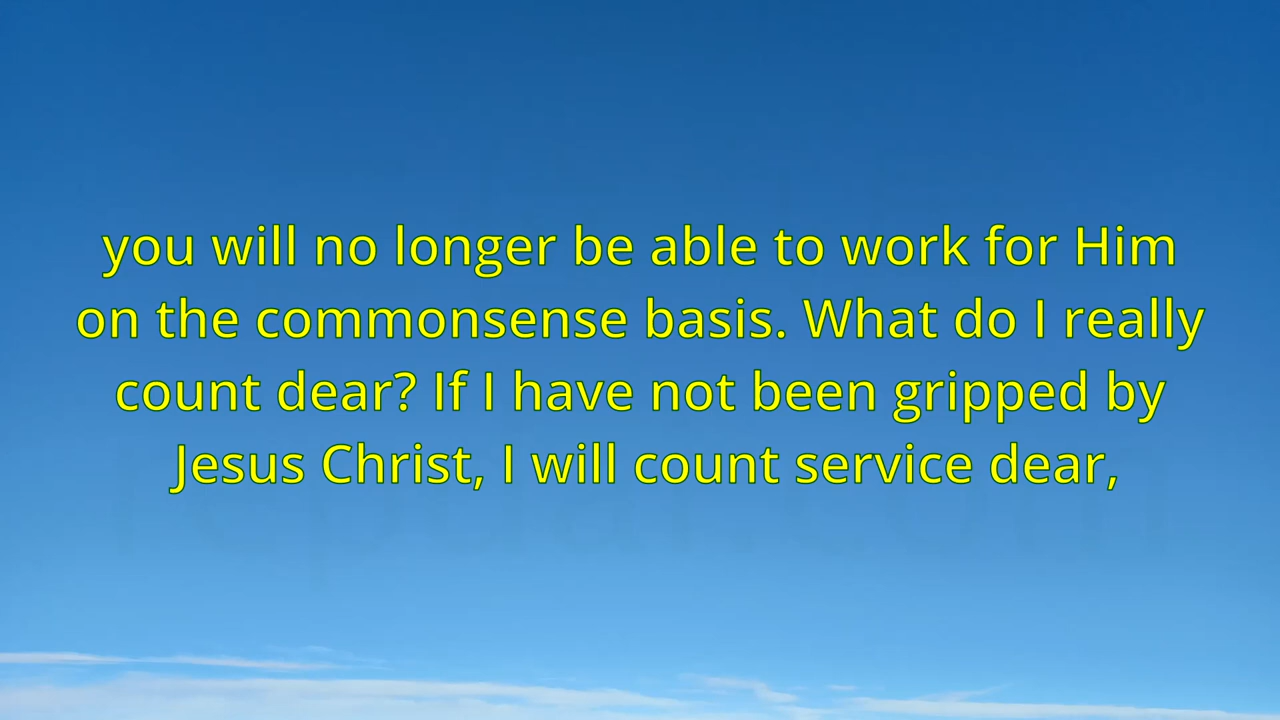 you will no longer be able to work for Him
on the commonsense basis. What do I really
count dear? If I have not been gripped by
Jesus Christ, I will count service dear,